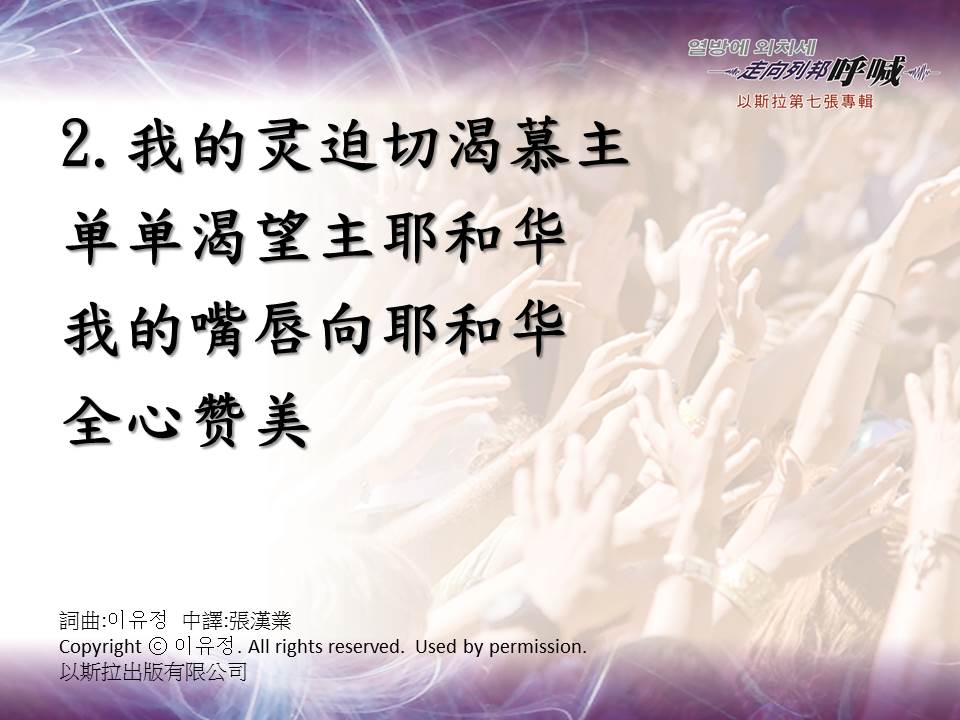 열방에 외치세
走向列邦呼喊
以斯拉第七張專輯
2.我的灵迫切渴慕主
单单渴望主耶和华
我的嘴唇向耶和华
全心赞美
詞曲:이유정 中譯:張漢業
Copyright ⓒ 이유정. All rights reserved. Used by permission.
以斯拉出版有限公司